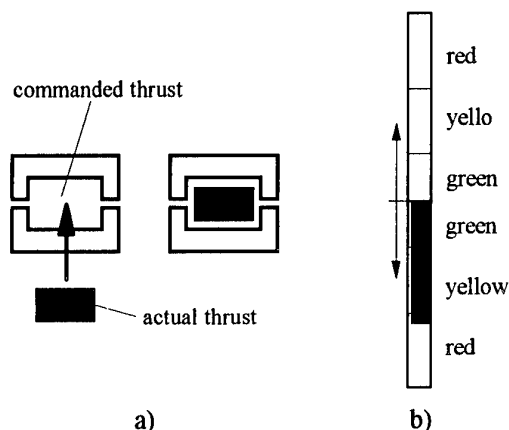 commanded thrust
actual thrust
a)
red
yello
green
green
yellow
red
b)